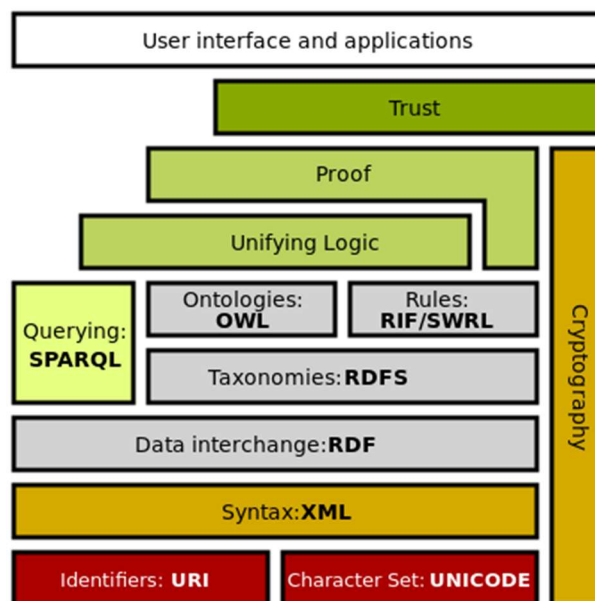 User interface and applications
Trust
Proof
Unifying Logic
Ontologies:
OWL
Rules:
RIF/SWRL
Querying:
SPARQL
Taxonomies:RDFS
Data interchange:RDF
Syntax:XML
Identifiers: URI
Character Set: UNICODE
Cryptography